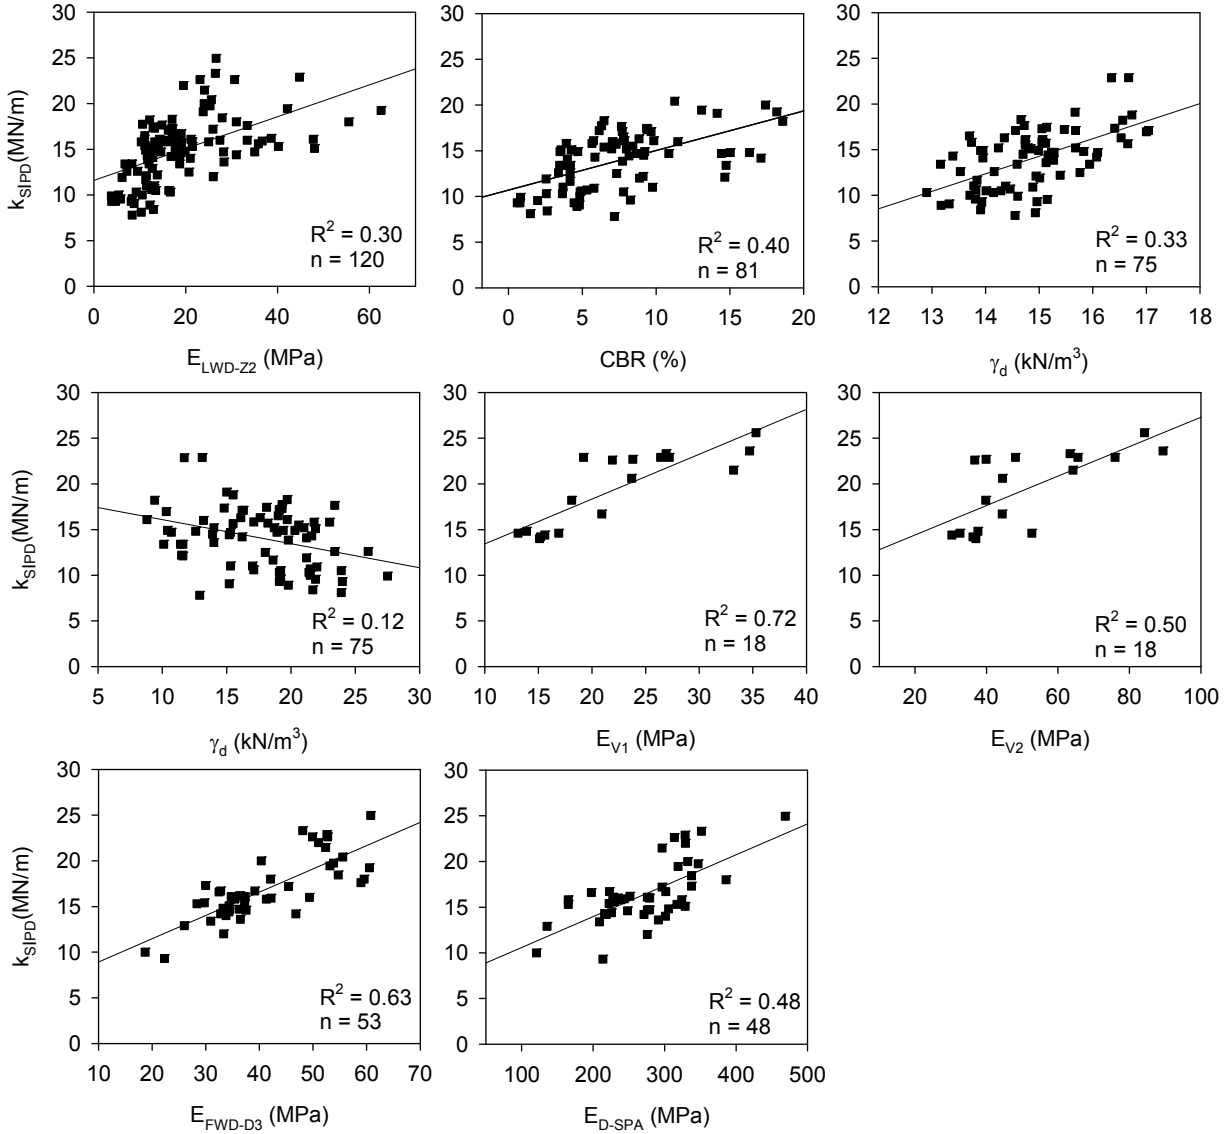 30
25
20
15
10
5
0
k_SIPD(MN/m)
R² = 0.30
n = 120
0 20 40 60
E_LWD-Z2 (MPa)
30
25
20
15
10
5
0
R² = 0.40
n = 81
0 5 10 15 20
CBR (%)
30
25
20
15
10
5
0
R² = 0.33
n = 75
12 13 14 15 16 17 18
γ_d (kN/m³)
30
25
20
15
10
5
0
k_SIPD(MN/m)
R² = 0.12
n = 75
5 10 15 20 25 30
γ_d (kN/m³)
30
25
20
15
10
5
0
R² = 0.72
n = 18
10 15 20 25 30 35 40
E_V1 (MPa)
30
25
20
15
10
5
0
R² = 0.50
n = 18
20 40 60 80 100
E_V2 (MPa)
30
25
20
15
10
5
0
k_SIPD(MN/m)
R² = 0.63
n = 53
10 20 30 40 50 60 70
E_FWD-D3 (MPa)
30
25
20
15
10
5
0
R² = 0.48
n = 48
100 200 300 400 500
E_D-SPA (MPa)